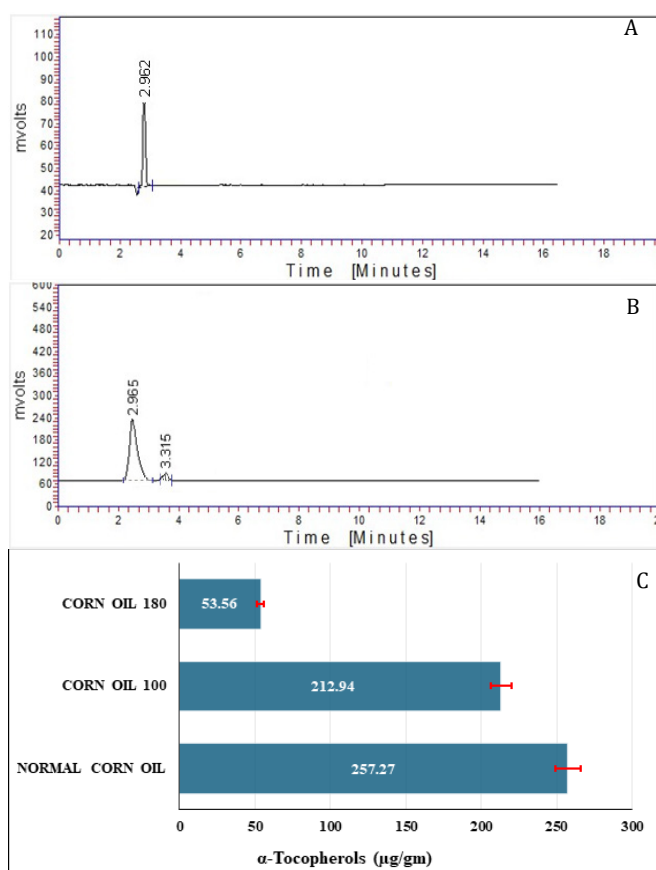 A
110
100
90
80
70
60
50
40
30
20
mvolts
2.962
0 2 4 6 8 10 12 14 16 18
Time [Minutes]
B
600
540
480
420
360
300
240
180
120
60
0
mvolts
2.965
3.315
0 2 4 6 8 10 12 14 16 18 20
Time [Minutes]
C
CORN OIL 180
53.56
CORN OIL 100
212.94
NORMAL CORN OIL
257.27
0 50 100 150 200 250 300
α-Tocopherols (µg/gm)